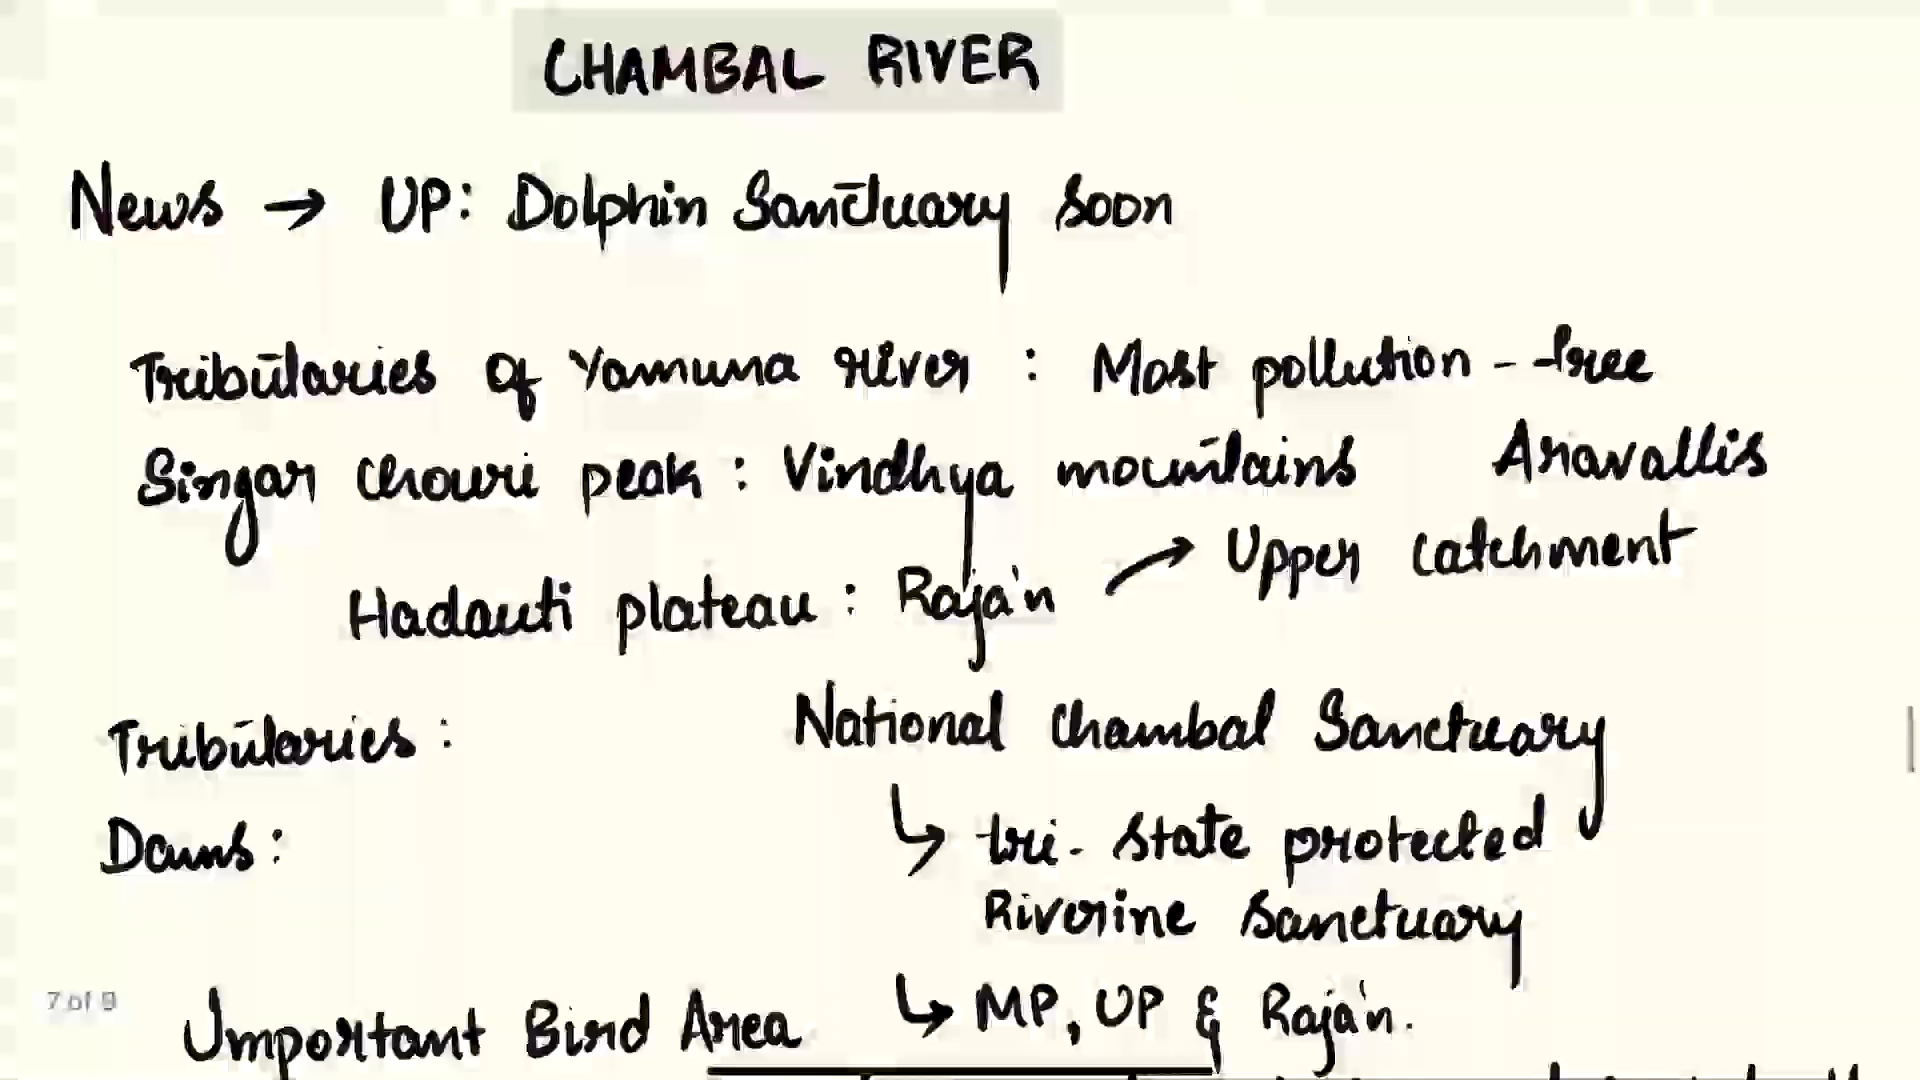 CHAMBAL RIVER
News → UP: Dolphin Sanctuary soon
Tributaries of Yamuna river : Most pollution - free
Singar Chouri peak : Vindhya mountains Aravallis
Hadauti plateau : Raja'n → Upper catchment
Tributaries : National Chambal Sanctuary
Dams : ↳ tri- state protected
Riverine Sanctuary
7 of 9
Important Bird Area ↳ MP, UP & Raja'n.